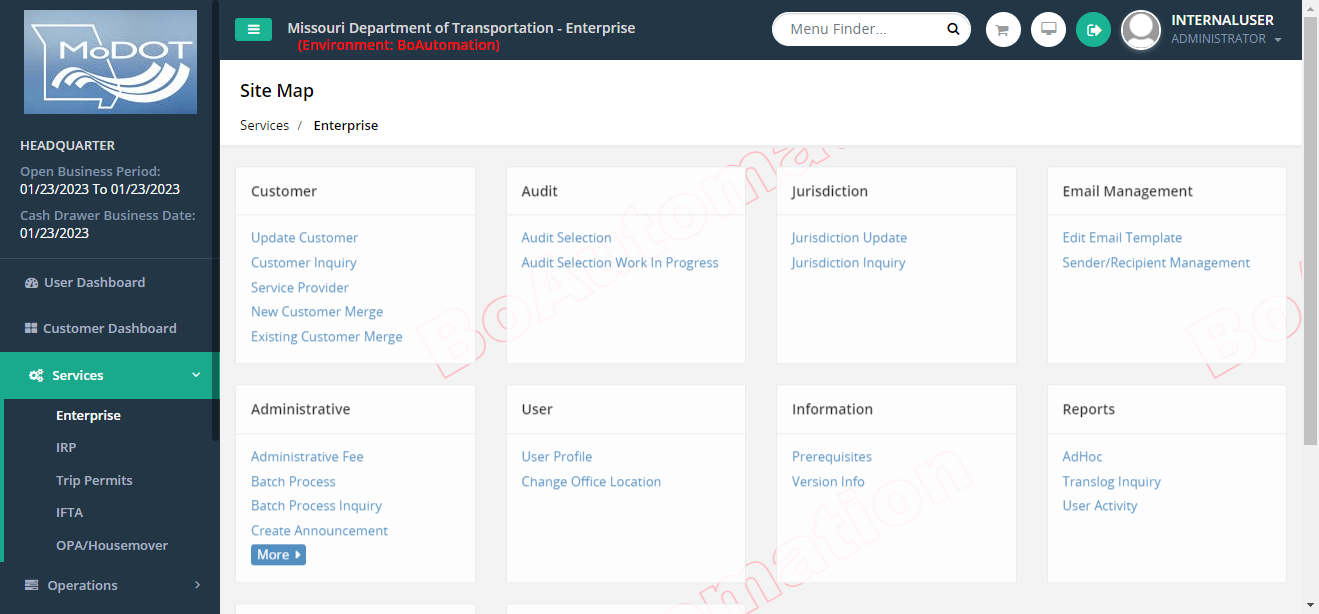 MoDOT
Missouri Department of Transportation - Enterprise
(Environment: BoAutomation)
Menu Finder...
INTERNALUSER
ADMINISTRATOR
HEADQUARTER
Open Business Period:
01/23/2023 To 01/23/2023
Cash Drawer Business Date:
01/23/2023
User Dashboard
Customer Dashboard
Services
Enterprise
IRP
Trip Permits
IFTA
OPA/Housemover
Operations
Site Map
Services / Enterprise
Customer
Update Customer
Customer Inquiry
Service Provider
New Customer Merge
Existing Customer Merge
Audit
Audit Selection
Audit Selection Work In Progress
Jurisdiction
Jurisdiction Update
Jurisdiction Inquiry
Email Management
Edit Email Template
Sender/Recipient Management
Administrative
Administrative Fee
Batch Process
Batch Process Inquiry
Create Announcement
More
User
User Profile
Change Office Location
Information
Prerequisites
Version Info
Reports
AdHoc
Translog Inquiry
User Activity
BoAutomation
Bo
mation